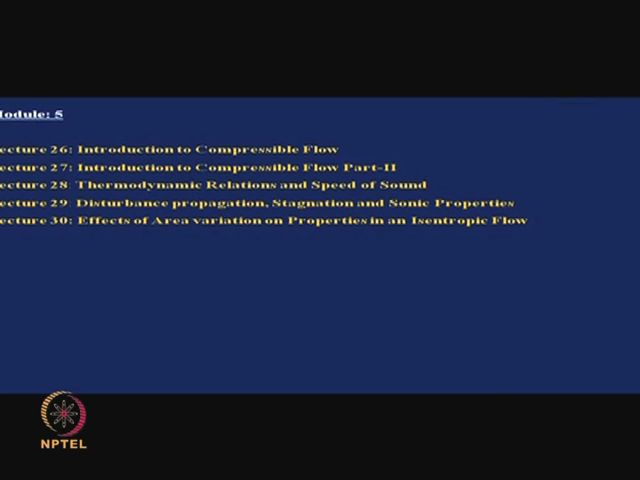 lodule: 5
ecture 26: Introduction to Compressible Flow
ecture 27: Introduction to Compressible Flow Part-II
ecture 28: Thermodynamic Relations and Speed of Sound
ecture 29: Disturbance propagation, Stagnation and Sonic Properties
ecture 30: Effects of Area variation on Properties in an Isentropic Flow
NPTEL